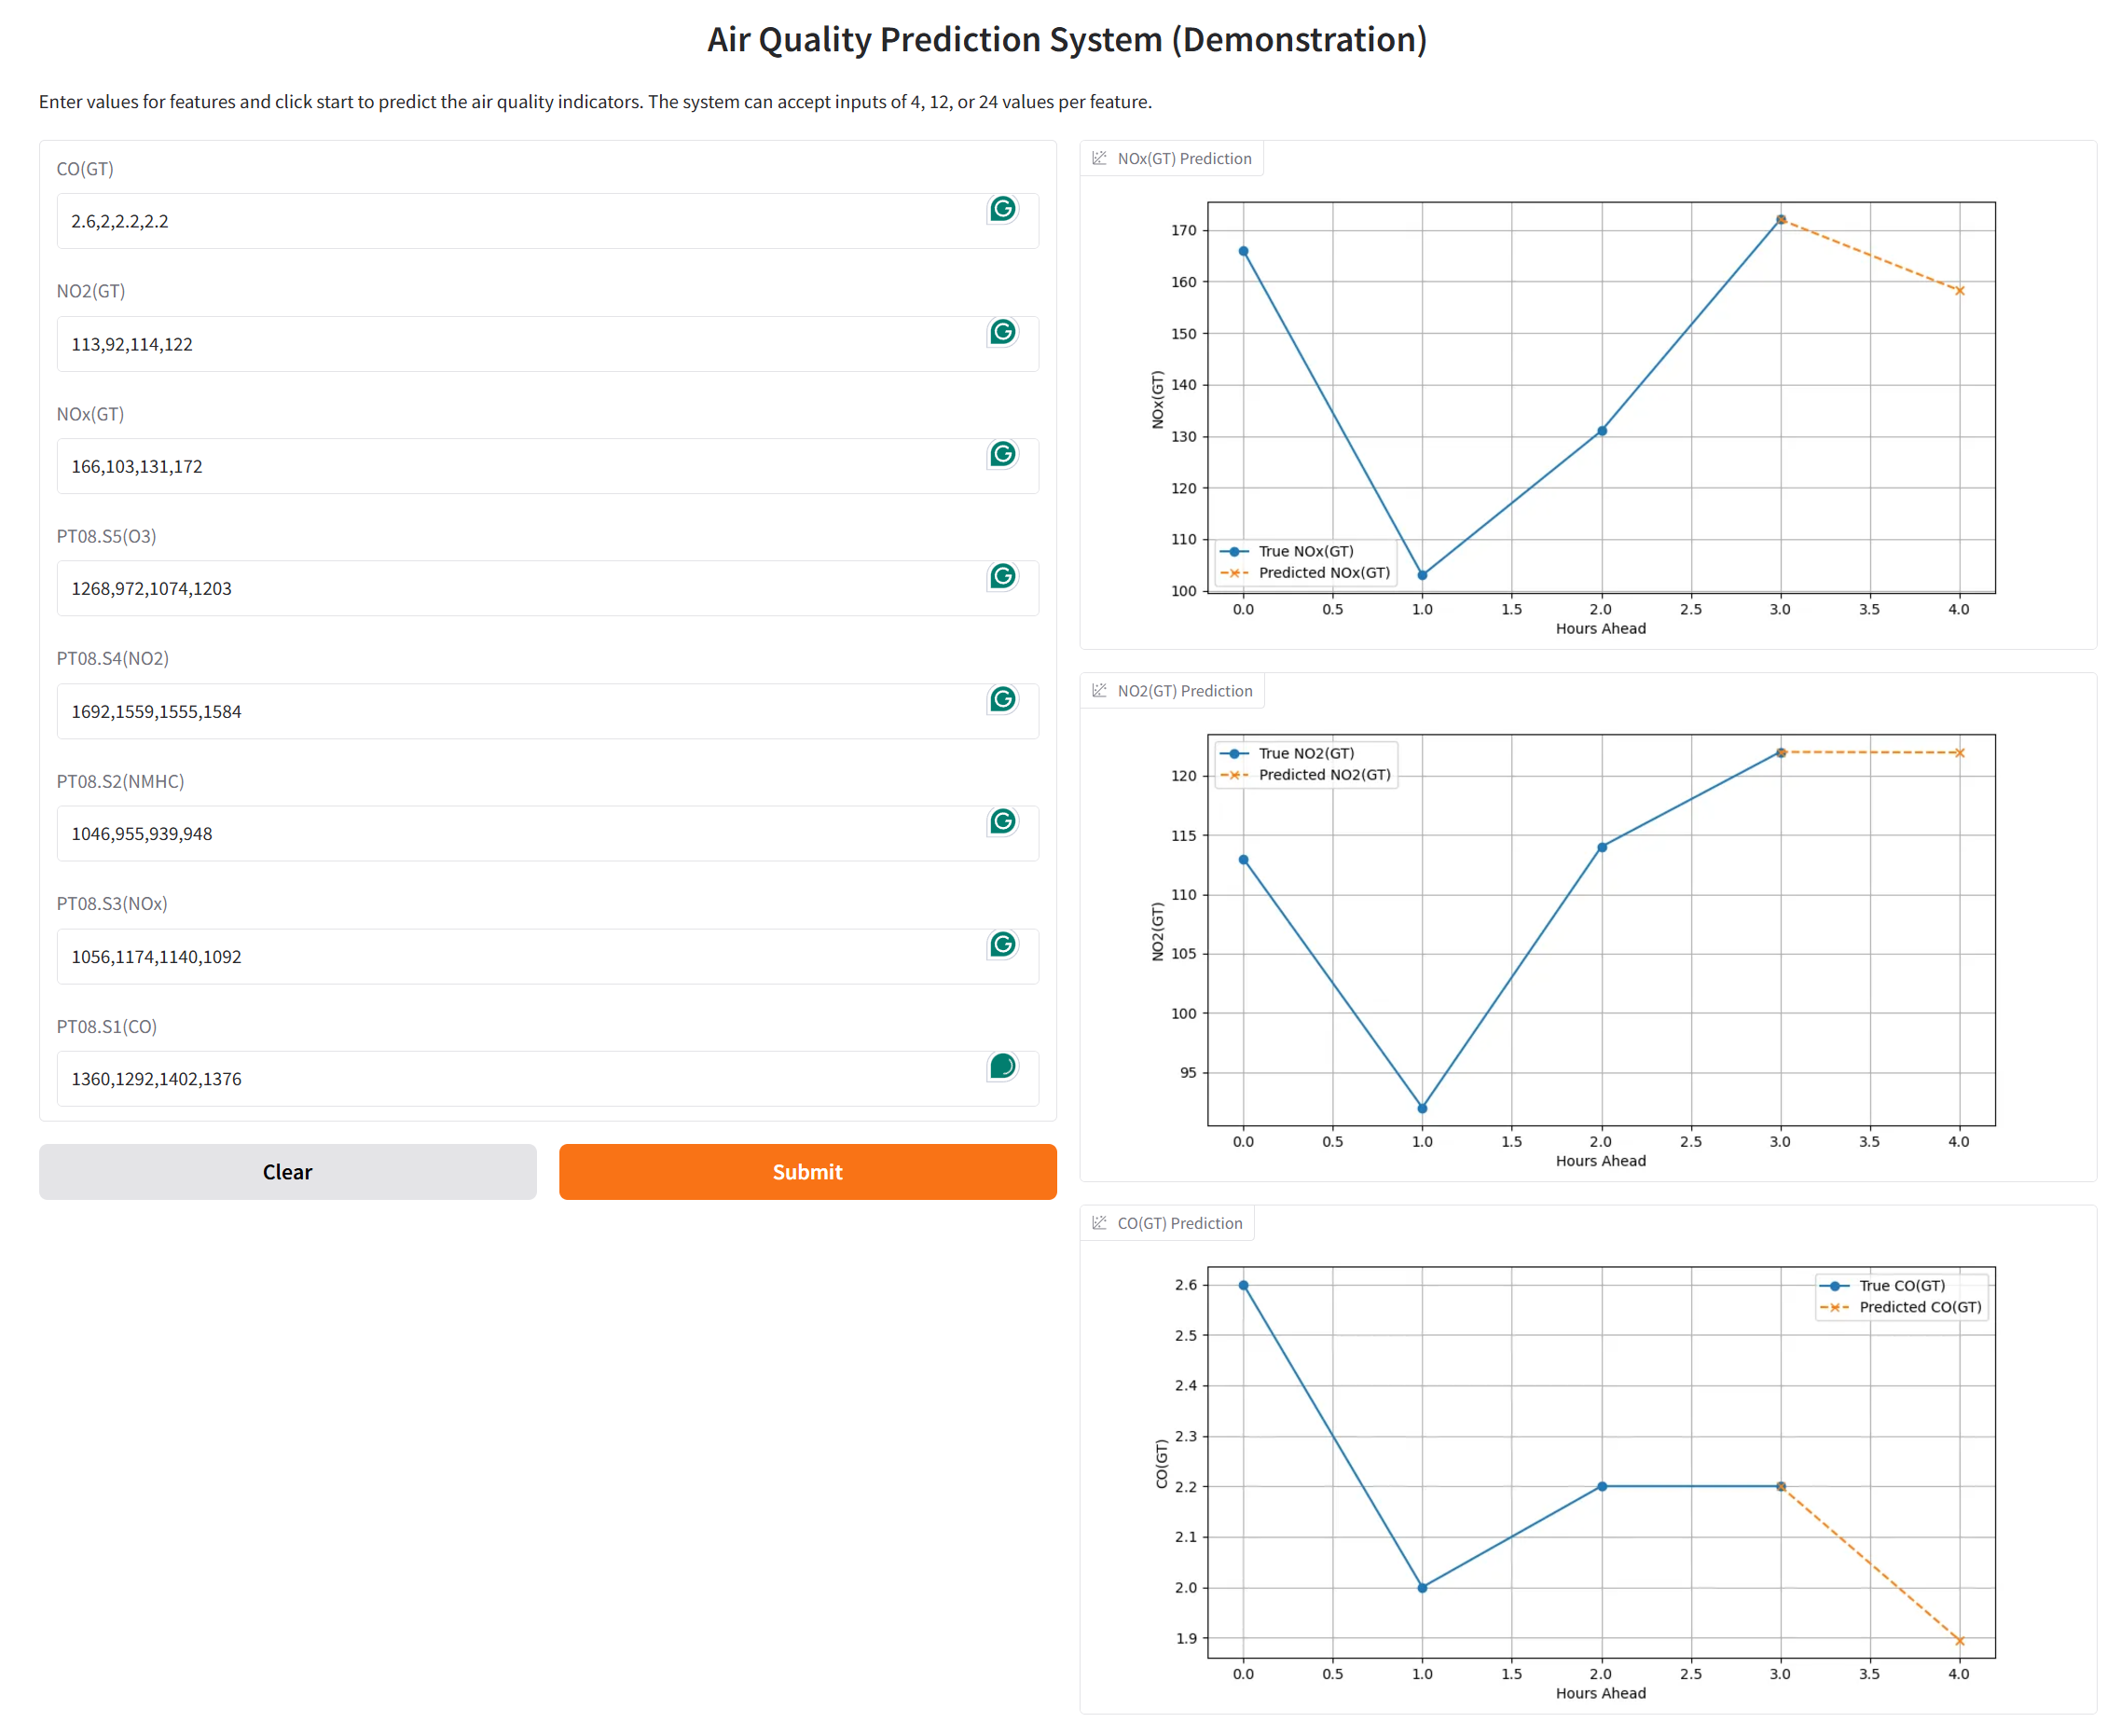 Air Quality Prediction System (Demonstration)
Enter values for features and click start to predict the air quality indicators. The system can accept inputs of 4, 12, or 24 values per feature.
CO(GT)
2.6,2,2.2,2.2
NO2(GT)
113,92,114,122
NOx(GT)
166,103,131,172
PT08.S5(O3)
1268,972,1074,1203
PT08.S4(NO2)
1692,1559,1555,1584
PT08.S2(NMHC)
1046,955,939,948
PT08.S3(NOx)
1056,1174,1140,1092
PT08.S1(CO)
1360,1292,1402,1376
Clear
Submit
NOx(GT) Prediction
NOx(GT)
170
160
150
140
130
120
110
100
True NOx(GT)
Predicted NOx(GT)
0.0 0.5 1.0 1.5 2.0 2.5 3.0 3.5 4.0
Hours Ahead
NO2(GT) Prediction
True NO2(GT)
Predicted NO2(GT)
NO2(GT)
120
115
110
105
100
95
0.0 0.5 1.0 1.5 2.0 2.5 3.0 3.5 4.0
Hours Ahead
CO(GT) Prediction
True CO(GT)
Predicted CO(GT)
CO(GT)
2.6
2.5
2.4
2.3
2.2
2.1
2.0
1.9
0.0 0.5 1.0 1.5 2.0 2.5 3.0 3.5 4.0
Hours Ahead